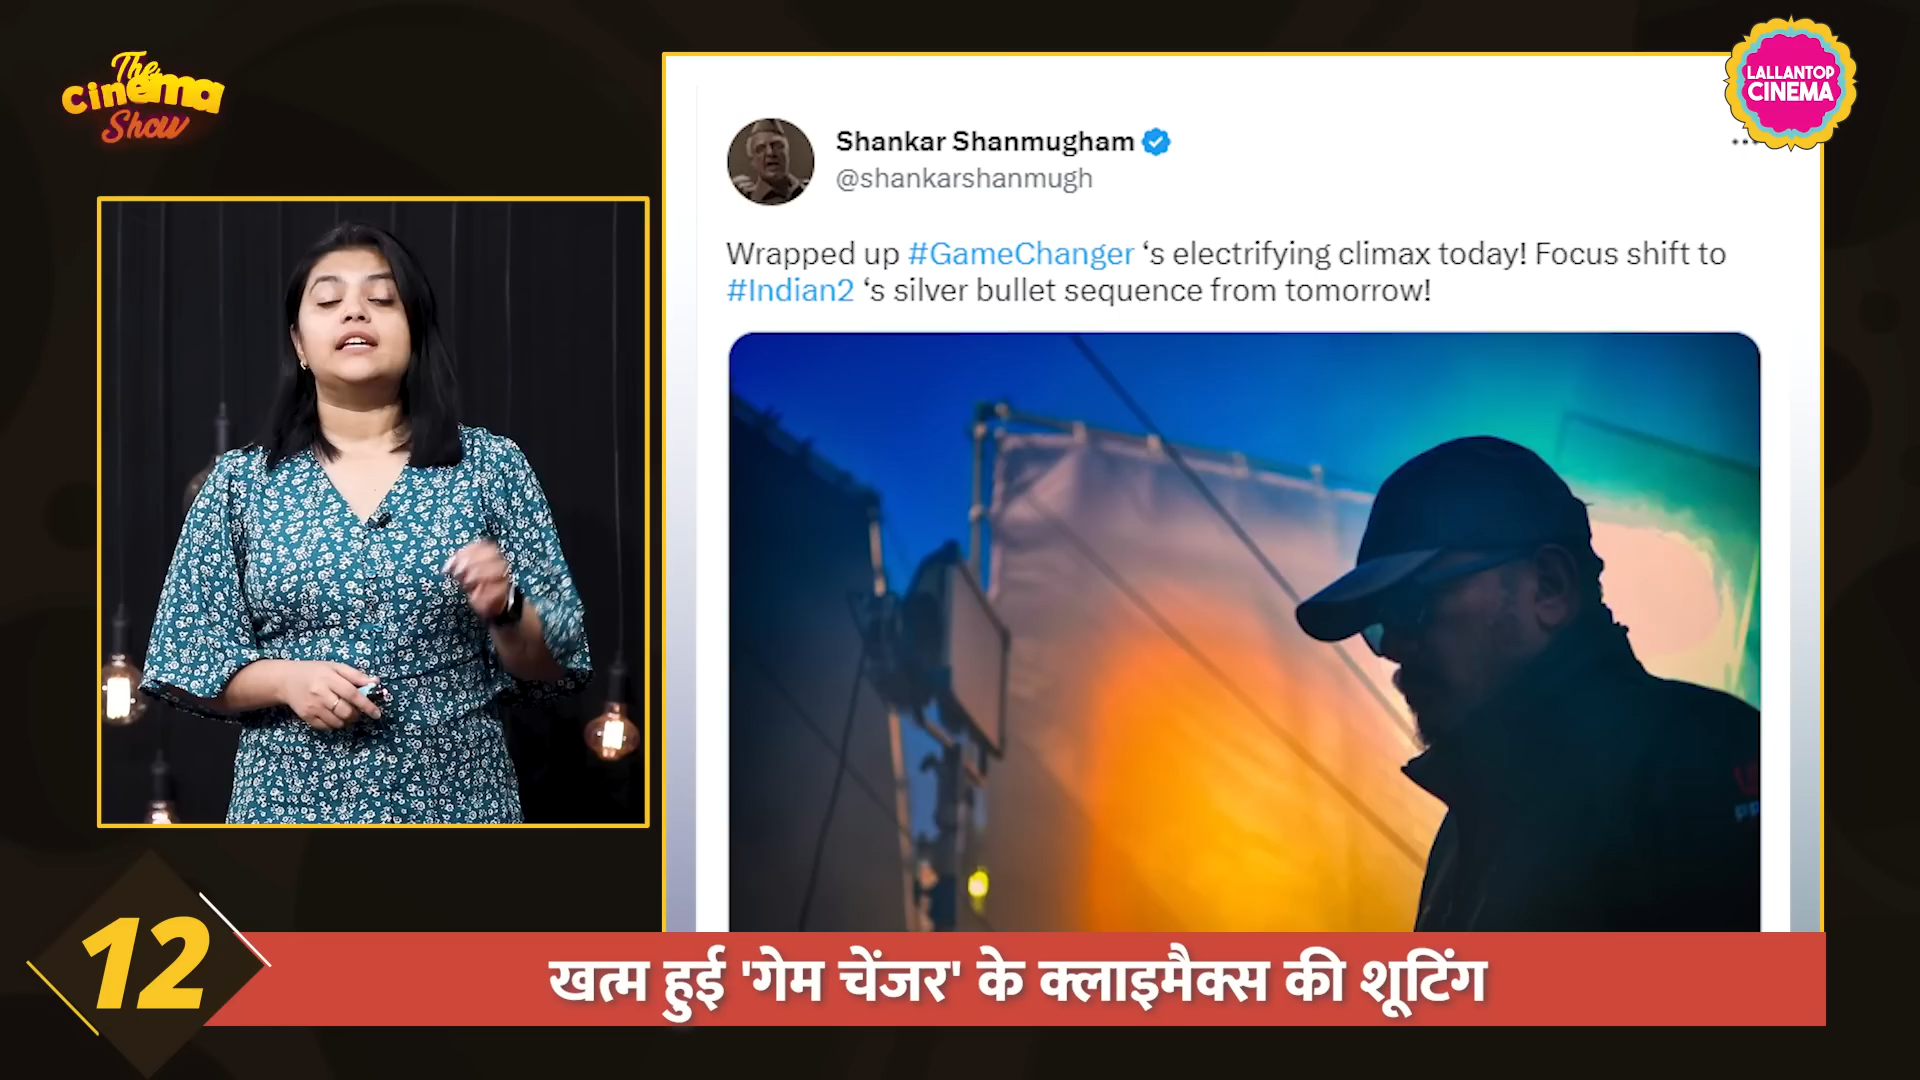 The
Cinema
Show
LALLANTOP
CINEMA
Shankar Shanmugham
@shankarshanmugh
Wrapped up #GameChanger ‘s electrifying climax today! Focus shift to
#Indian2 ‘s silver bullet sequence from tomorrow!
12
खत्म हुई 'गेम चेंजर' के क्लाइमैक्स की शूटिंग